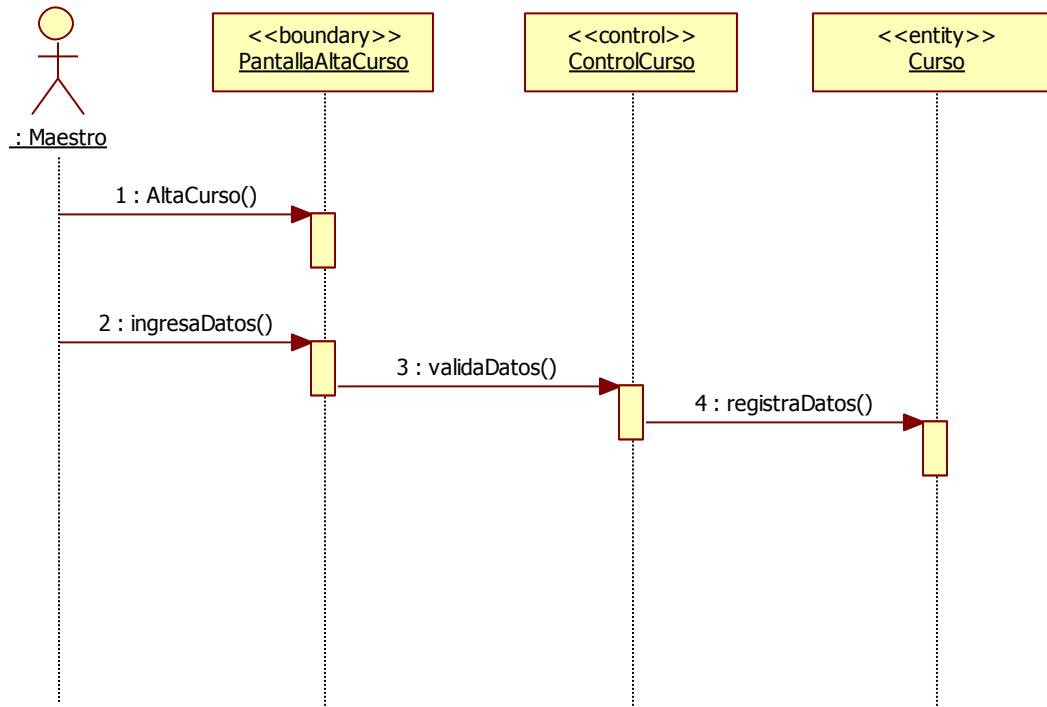 <<boundary>>
PantallaAltaCurso
<<control>>
ControlCurso
<<entity>>
Curso
: Maestro
1 : AltaCurso()
2 : ingresaDatos()
3 : validaDatos()
4 : registraDatos()